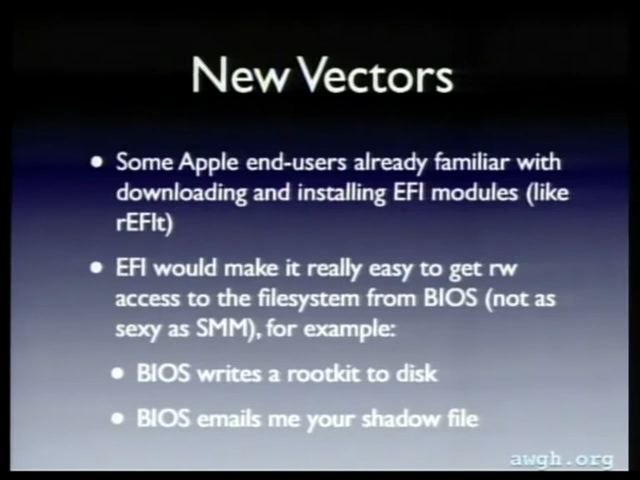 New Vectors
• Some Apple end-users already familiar with
downloading and installing EFI modules (like
rEFIt)
• EFI would make it really easy to get rw
access to the filesystem from BIOS (not as
sexy as SMM), for example:
• BIOS writes a rootkit to disk
• BIOS emails me your shadow file
awgh.org